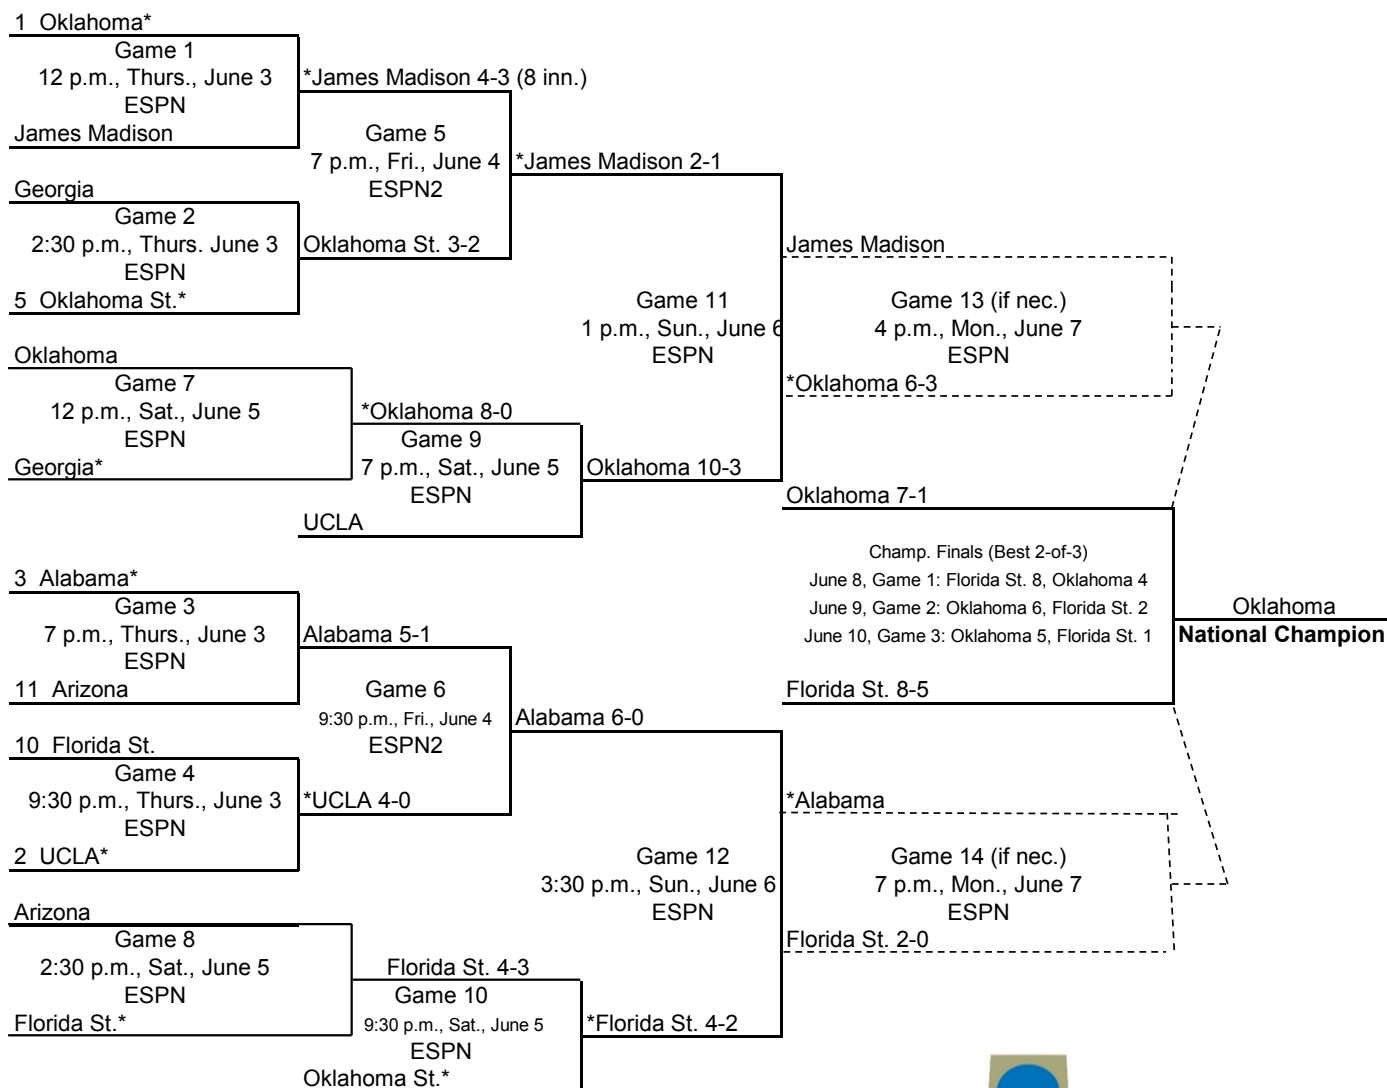 1 Oklahoma*
Game 1
12 p.m., Thurs., June 3
ESPN
James Madison
*James Madison 4-3 (8 inn.)
Game 5
7 p.m., Fri., June 4
ESPN2
*James Madison 2-1
Georgia
Game 2
2:30 p.m., Thurs. June 3
ESPN
5 Oklahoma St.*
Oklahoma St. 3-2
Game 11
1 p.m., Sun., June 6
ESPN
James Madison
Game 13 (if nec.)
4 p.m., Mon., June 7
ESPN
*Oklahoma 6-3
Oklahoma
Game 7
12 p.m., Sat., June 5
ESPN
Georgia*
*Oklahoma 8-0
Game 9
7 p.m., Sat., June 5
ESPN
UCLA
Oklahoma 10-3
Oklahoma 7-1
Champ. Finals (Best 2-of-3)
June 8, Game 1: Florida St. 8, Oklahoma 4
June 9, Game 2: Oklahoma 6, Florida St. 2
June 10, Game 3: Oklahoma 5, Florida St. 1
Florida St. 8-5
Oklahoma
National Champion
3 Alabama*
Game 3
7 p.m., Thurs., June 3
ESPN
11 Arizona
Alabama 5-1
Game 6
9:30 p.m., Fri., June 4
ESPN2
Alabama 6-0
10 Florida St.
Game 4
9:30 p.m., Thurs., June 3
ESPN
2 UCLA*
*UCLA 4-0
Game 12
3:30 p.m., Sun., June 6
ESPN
*Alabama
Game 14 (if nec.)
7 p.m., Mon., June 7
ESPN
Florida St. 2-0
Arizona
Game 8
2:30 p.m., Sat., June 5
ESPN
Florida St.*
Florida St. 4-3
Game 10
9:30 p.m., Sat., June 5
ESPN
Oklahoma St.*
*Florida St. 4-2